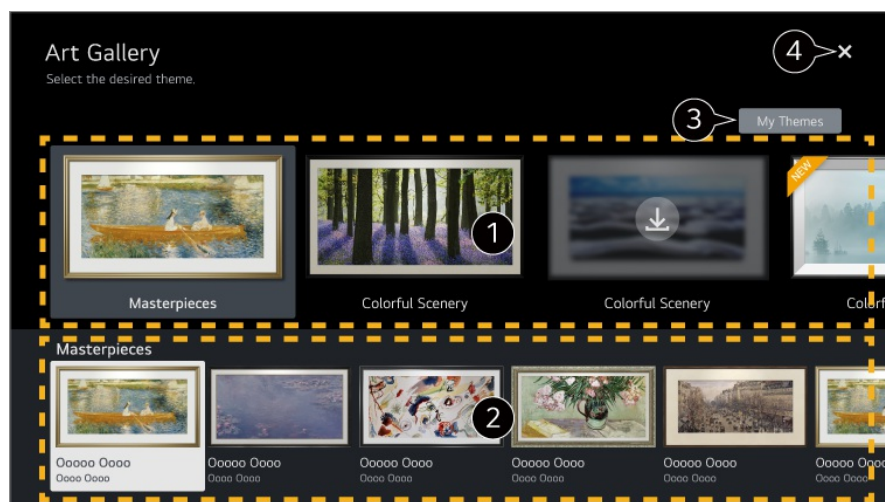 Art Gallery
Select the desired theme.
4
3
My Themes
NEW
1
Masterpieces
Colorful Scenery
Colorful Scenery
Colorf
Masterpieces
2
Ooooo Oooo
Ooooo Oooo
Ooooo Oooo
Ooooo Oooo
Ooooo Oooo
Ooooo Oooo
Oooo Oooo
Oooo Oooo
Oooo Oooo
Oooo Oooo
Oooo Oooo
Oooo Oooo